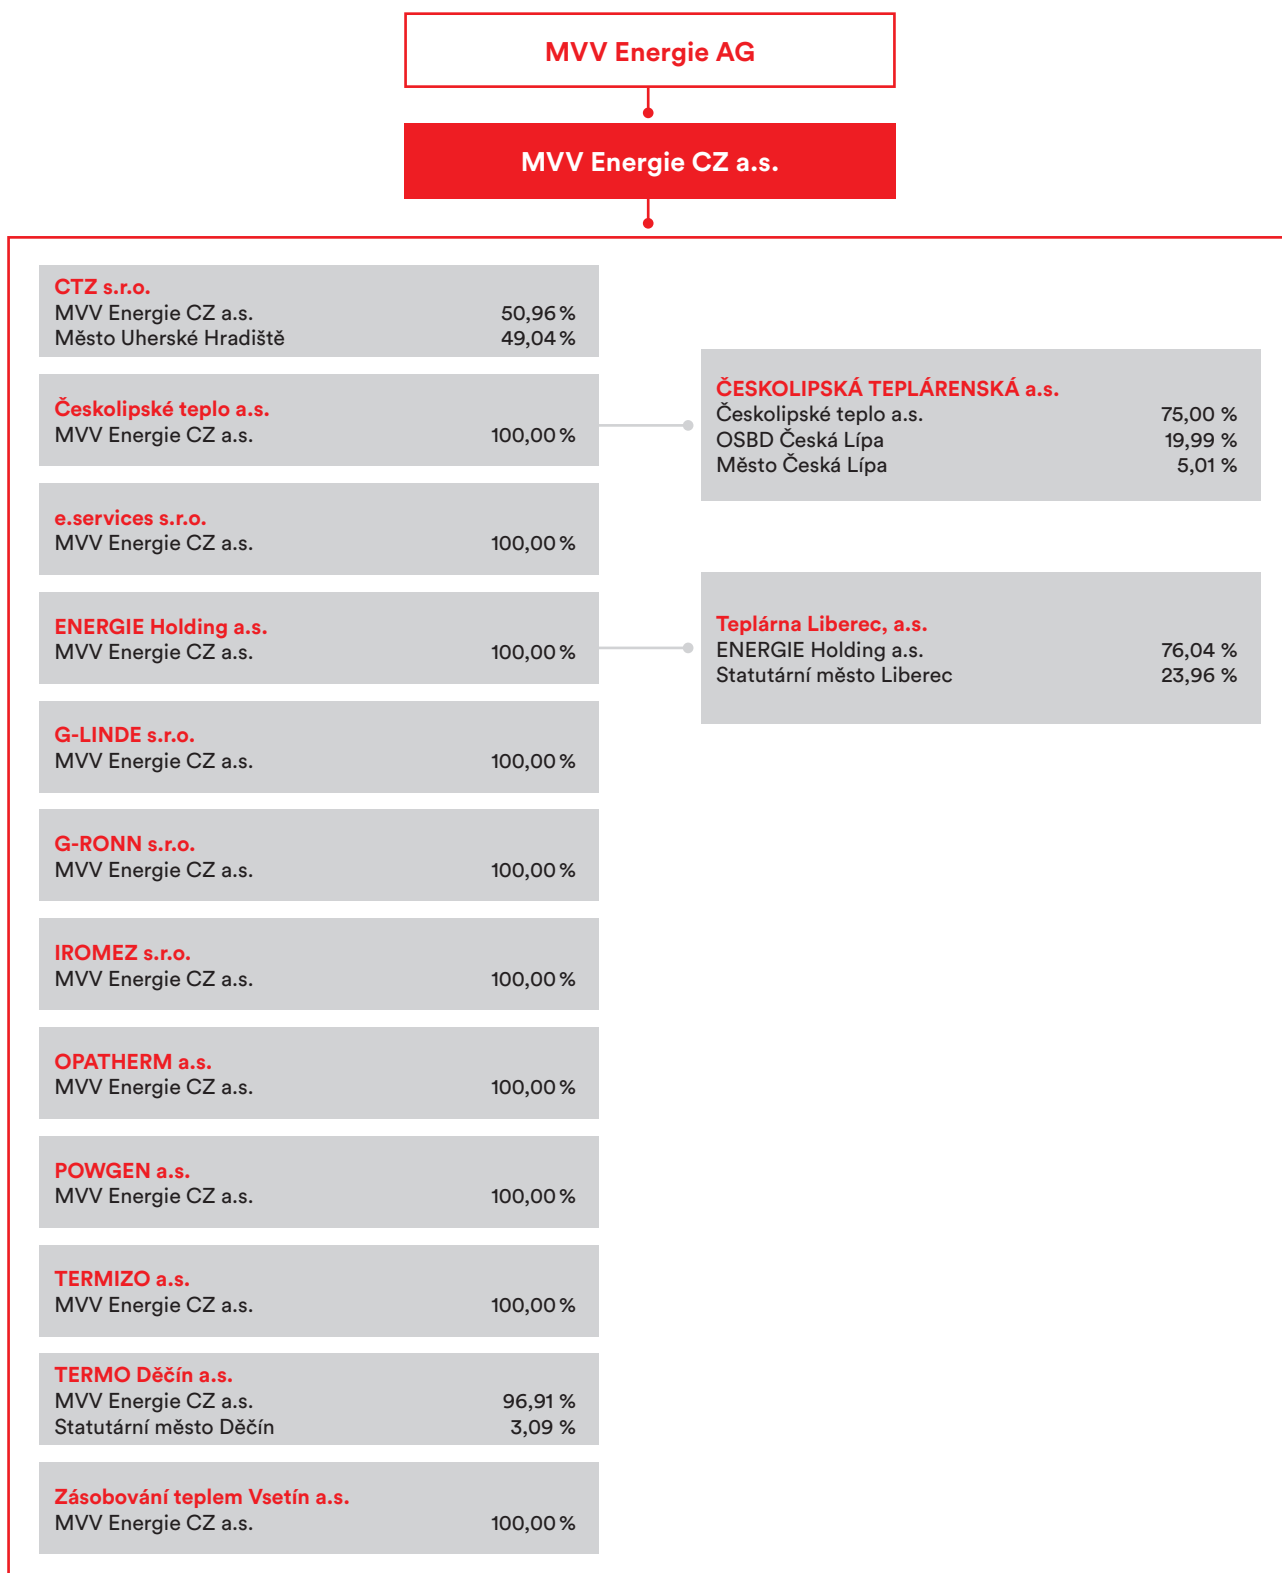 MVV Energie AG
MVV Energie CZ a.s.
CTZ s.r.o.
MVV Energie CZ a.s. 50,96 %
Město Uherské Hradiště 49,04 %
Českolipské teplo a.s.
MVV Energie CZ a.s. 100,00 %
ČESKOLIPSKÁ TEPLÁRENSKÁ a.s.
Českolipské teplo a.s. 75,00 %
OSBD Česká Lípa 19,99 %
Město Česká Lípa 5,01 %
e.services s.r.o.
MVV Energie CZ a.s. 100,00 %
ENERGIE Holding a.s.
MVV Energie CZ a.s. 100,00 %
Teplárna Liberec, a.s.
ENERGIE Holding a.s. 76,04 %
Statutární město Liberec 23,96 %
G-LINDE s.r.o.
MVV Energie CZ a.s. 100,00 %
G-RONN s.r.o.
MVV Energie CZ a.s. 100,00 %
IROMEZ s.r.o.
MVV Energie CZ a.s. 100,00 %
OPATHERM a.s.
MVV Energie CZ a.s. 100,00 %
POWGEN a.s.
MVV Energie CZ a.s. 100,00 %
TERMIZO a.s.
MVV Energie CZ a.s. 100,00 %
TERMO Děčín a.s.
MVV Energie CZ a.s. 96,91 %
Statutární město Děčín 3,09 %
Zásobování teplem Vsetín a.s.
MVV Energie CZ a.s. 100,00 %